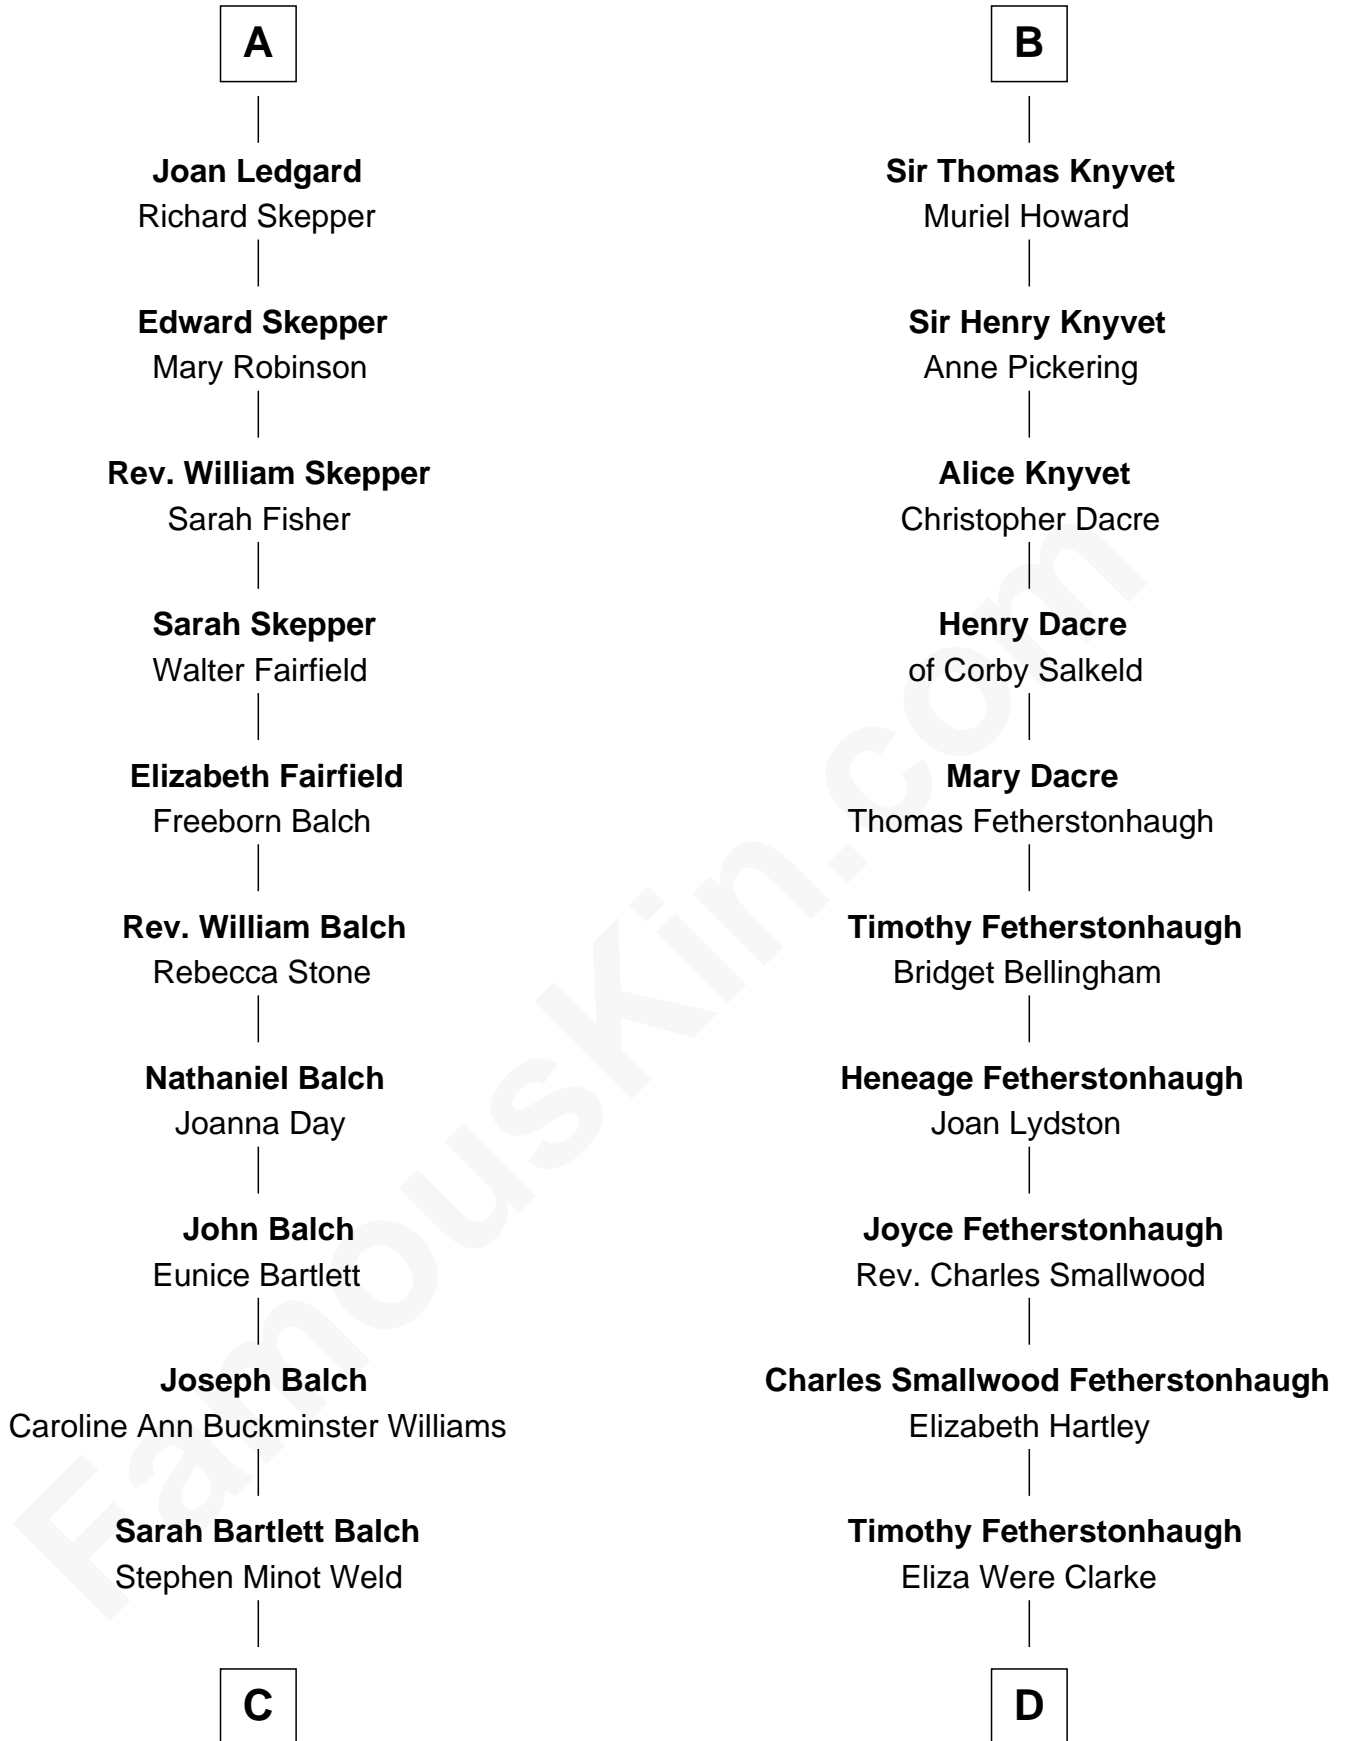 A
Joan Ledgard
Richard Skepper
Edward Skepper
Mary Robinson
Rev. William Skepper
Sarah Fisher
Sarah Skepper
Walter Fairfield
Elizabeth Fairfield
Freeborn Balch
Rev. William Balch
Rebecca Stone
Nathaniel Balch
Joanna Day
John Balch
Eunice Bartlett
Joseph Balch
Caroline Ann Buckminster Williams
Sarah Bartlett Balch
Stephen Minot Weld
C
B
Sir Thomas Knyvet
Muriel Howard
Sir Henry Knyvet
Anne Pickering
Alice Knyvet
Christopher Dacre
Henry Dacre
of Corby Salkeld
Mary Dacre
Thomas Fetherstonhaugh
Timothy Fetherstonhaugh
Bridget Bellingham
Heneage Fetherstonhaugh
Joan Lydston
Joyce Fetherstonhaugh
Rev. Charles Smallwood
Charles Smallwood Fetherstonhaugh
Elizabeth Hartley
Timothy Fetherstonhaugh
Eliza Were Clarke
D
FamousKin.com